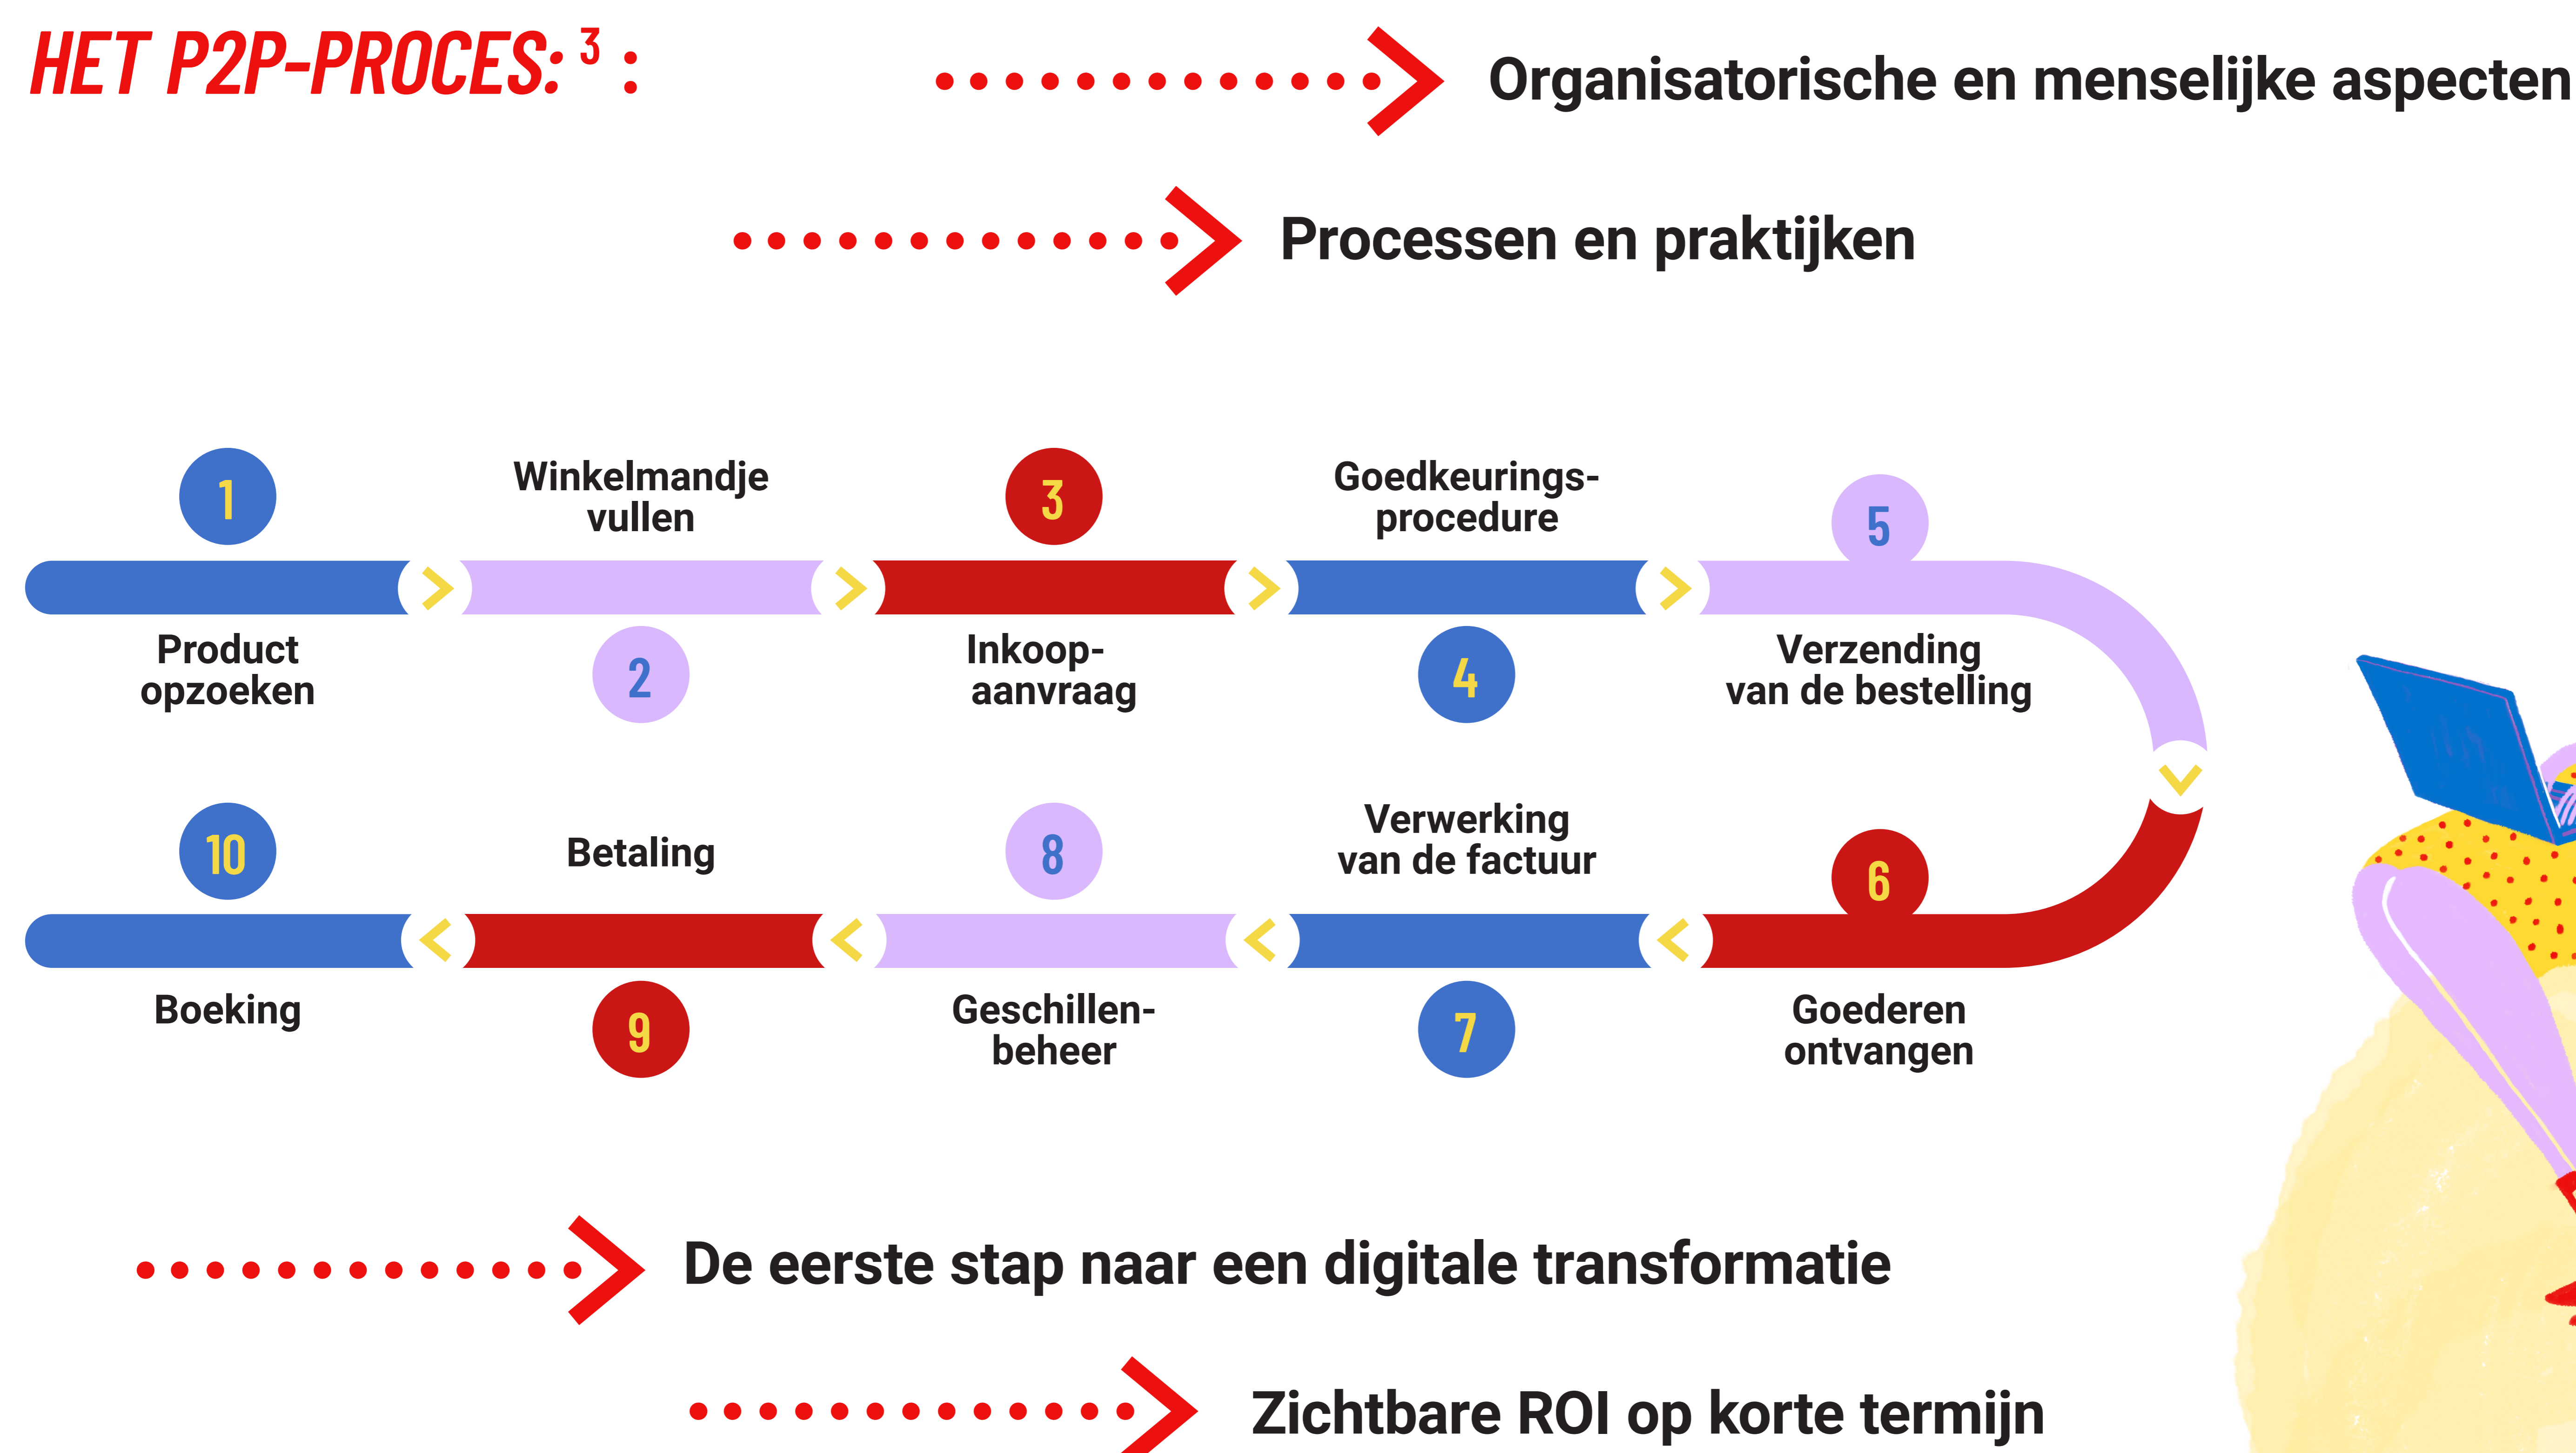 HET P2P-PROCES: 3 :
Organisatorische en menselijke aspecten
Processen en praktijken
1
Product
opzoeken
Winkelmandje
vullen
2
3
Inkoop-
aanvraag
Goedkeurings-
procedure
4
5
Verzending
van de bestelling
6
Goederen
ontvangen
Verwerking
van de factuur
7
8
Geschillen-
beheer
Betaling
9
10
Boeking
De eerste stap naar een digitale transformatie
Zichtbare ROI op korte termijn